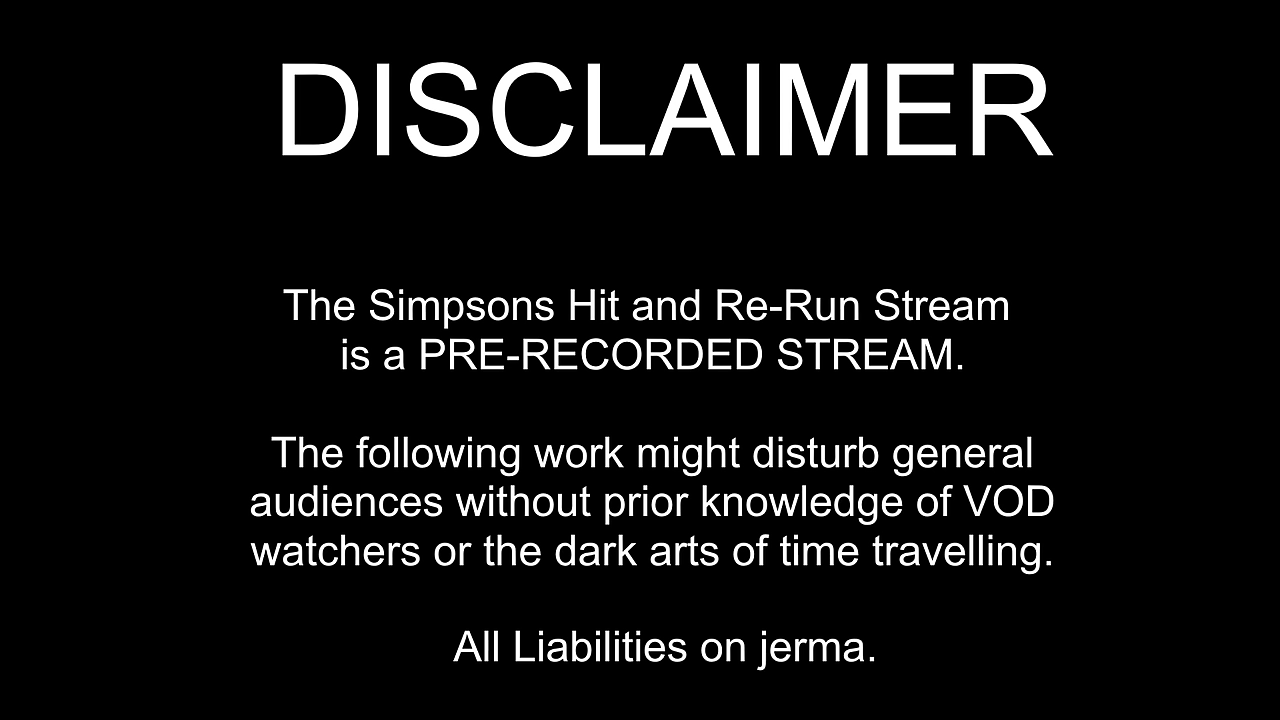 DISCLAIMER
The Simpsons Hit and Re-Run Stream
is a PRE-RECORDED STREAM.
The following work might disturb general
audiences without prior knowledge of VOD
watchers or the dark arts of time travelling.
All Liabilities on jerma.